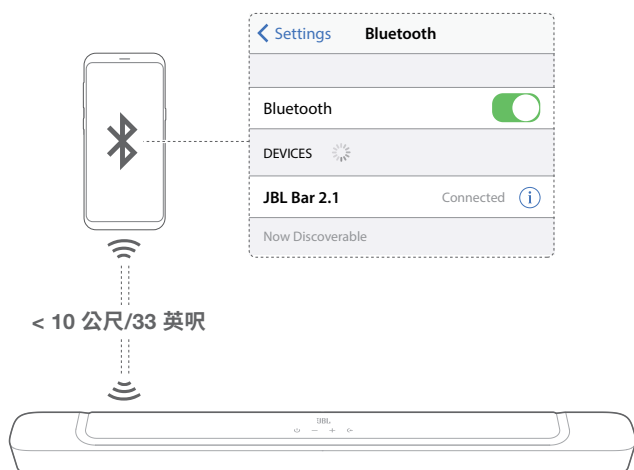 Settings Bluetooth
Bluetooth
DEVICES
JBL Bar 2.1 Connected i
Now Discoverable
< 10 公尺/33 英呎
JBL